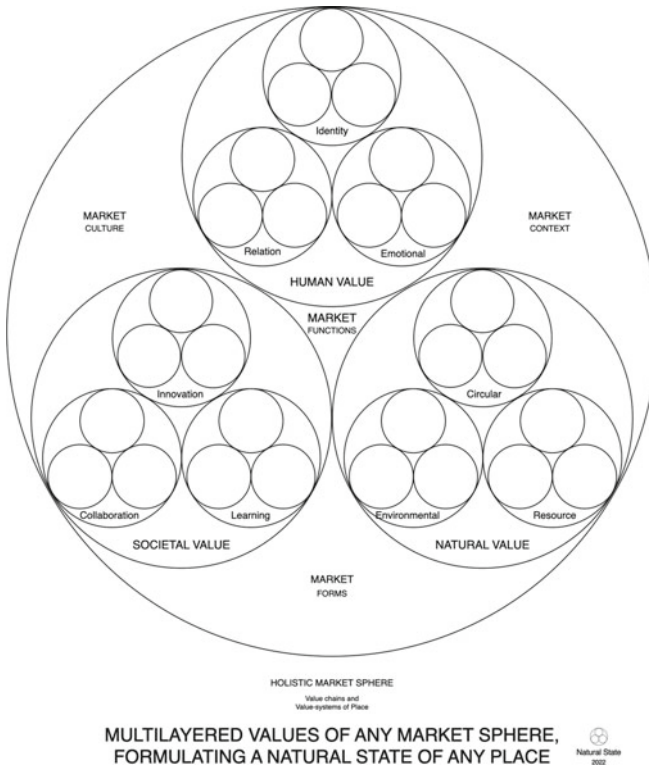 Identity
Relation
Emotional
MARKET
CULTURE
MARKET
CONTEXT
HUMAN VALUE
MARKET
FUNCTIONS
Innovation
Circular
Collaboration
Learning
Environmental
Resource
SOCIETAL VALUE
NATURAL VALUE
MARKET
FORMS
HOLISTIC MARKET SPHERE
Value chains and
Value-systems of Place
MULTILAYERED VALUES OF ANY MARKET SPHERE,
FORMULATING A NATURAL STATE OF ANY PLACE
Natural State
2022